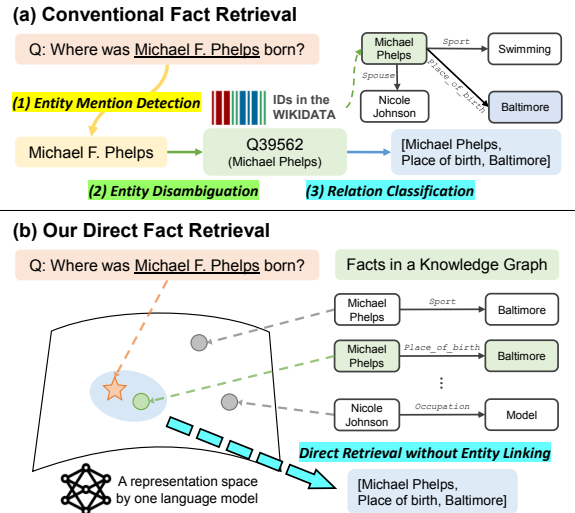 (a) Conventional Fact Retrieval
Q: Where was Michael F. Phelps born?
(1) Entity Mention Detection
IDs in the
WIKIDATA
Michael
Phelps
Sport
Swimming
Spouse
Place_of_birth
Nicole
Johnson
Baltimore
Michael F. Phelps
Q39562
(Michael Phelps)
[Michael Phelps,
Place of birth, Baltimore]
(2) Entity Disambiguation
(3) Relation Classification
(b) Our Direct Fact Retrieval
Q: Where was Michael F. Phelps born?
Facts in a Knowledge Graph
Michael
Phelps
Sport
Baltimore
Michael
Phelps
Place_of_birth
Baltimore
...
Nicole
Johnson
Occupation
Model
Direct Retrieval without Entity Linking
A representation space
by one language model
[Michael Phelps,
Place of birth, Baltimore]